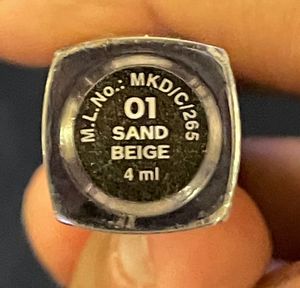 M.L.No.: MKD/C/265
01
SAND
BEIGE
4 ml